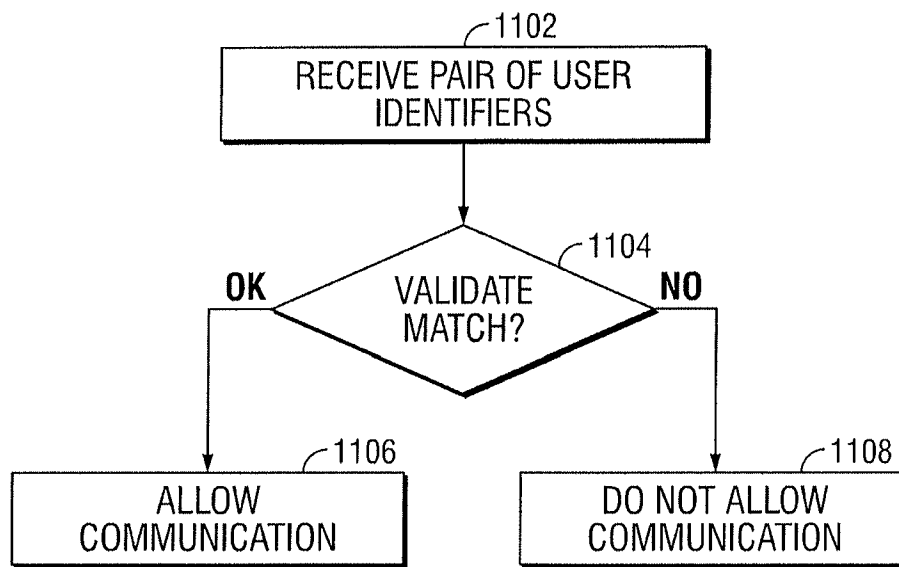 1102
RECEIVE PAIR OF USER
IDENTIFIERS
1104
OK
VALIDATE
MATCH?
NO
1106
ALLOW
COMMUNICATION
1108
DO NOT ALLOW
COMMUNICATION